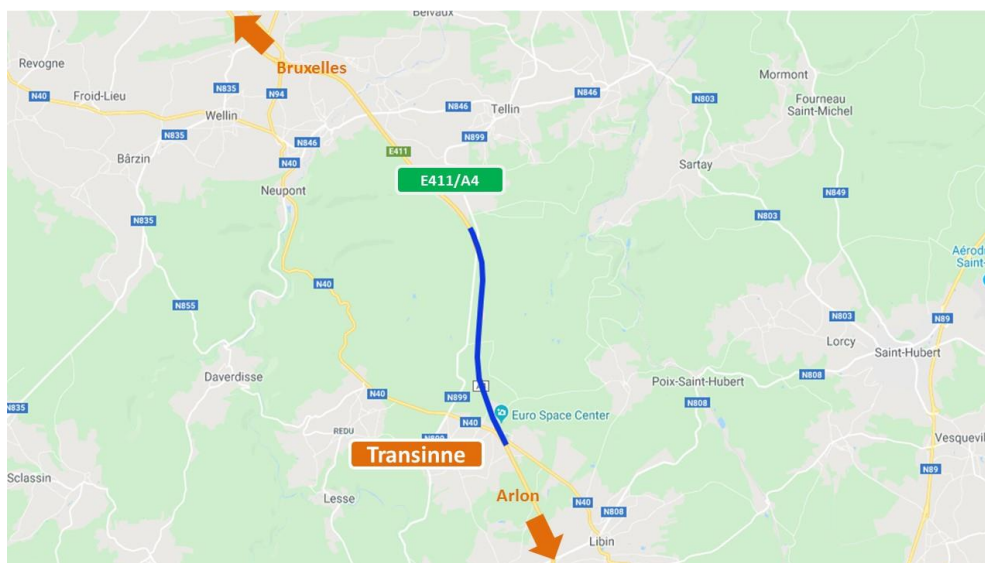 Belvaux
Revogne
Bruxelles
Mormont
N40
Froid-Lieu
N835
N94
N846
N846
N803
Fourneau
Saint-Michel
Wellin
Tellin
N835
N846
N899
E411
Bârzin
N40
Sartay
E411/A4
Neupont
N849
N835
N803
Aérod
Saint-
N40
N855
N803
N89
Lorcy
Saint-Hubert
Daverdisse
Poix-Saint-Hubert
N808
N40
N899
N835
N808
Euro Space Center
N40
REDU
Vesquevil
Transinne
N89
Sclassin
Lesse
Arlon
N40
N808
Libin